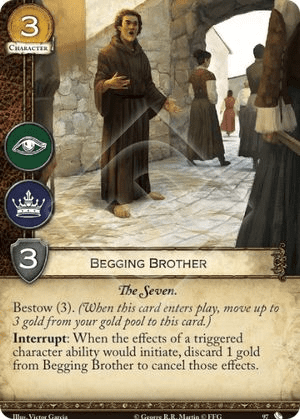 3
CHARACTER
3
BEGGING BROTHER
The Seven.
Bestow (3). (When this card enters play, move up to
3 gold from your gold pool to this card.)
Interrupt: When the effects of a triggered
character ability would initiate, discard 1 gold
from Begging Brother to cancel those effects.
Illus. Victor Garcia © George R.R. Martin © FFG 97